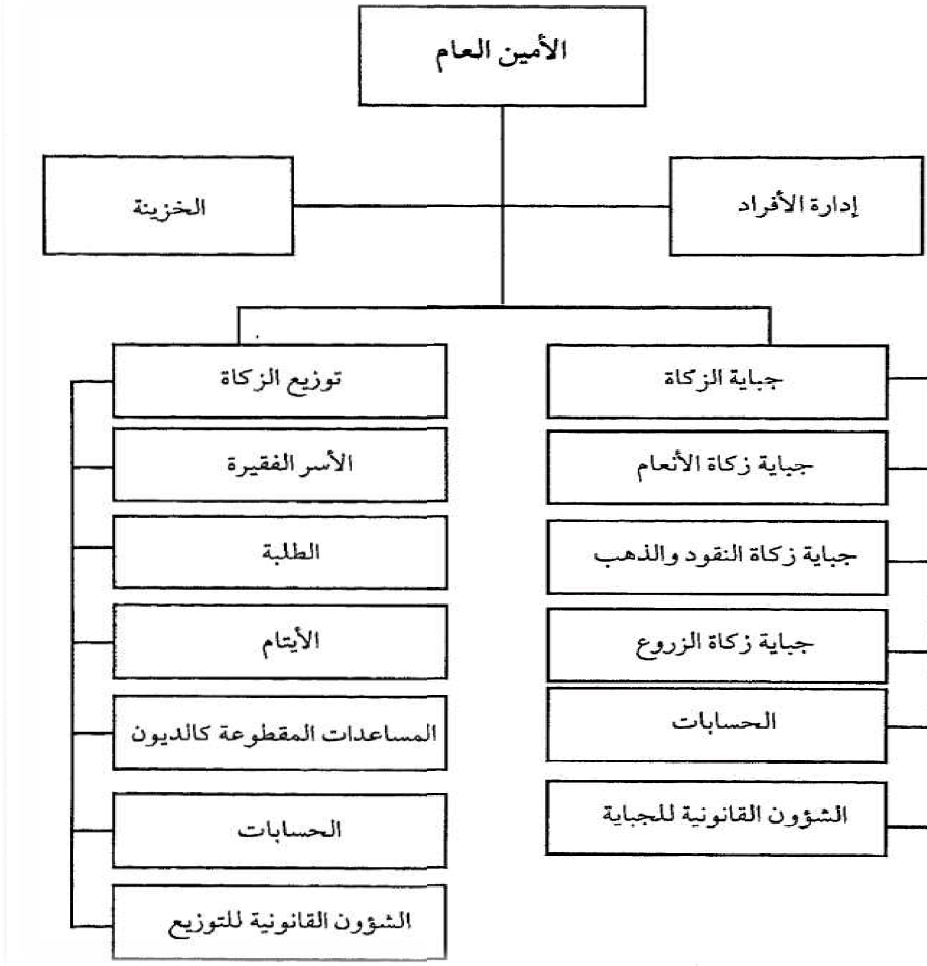 الأمين العام
إدارة الأفراد
الخزينة
جباية الزكاة
جباية زكاة الأنعام
جباية زكاة النقود والذهب
جباية زكاة الزروع
الحسابات
الشؤون القانونية للجباية
توزيع الزكاة
الأسر الفقيرة
الطلبة
الأيتام
المساعدات المقطوعة كالديون
الحسابات
الشؤون القانونية للتوزيع